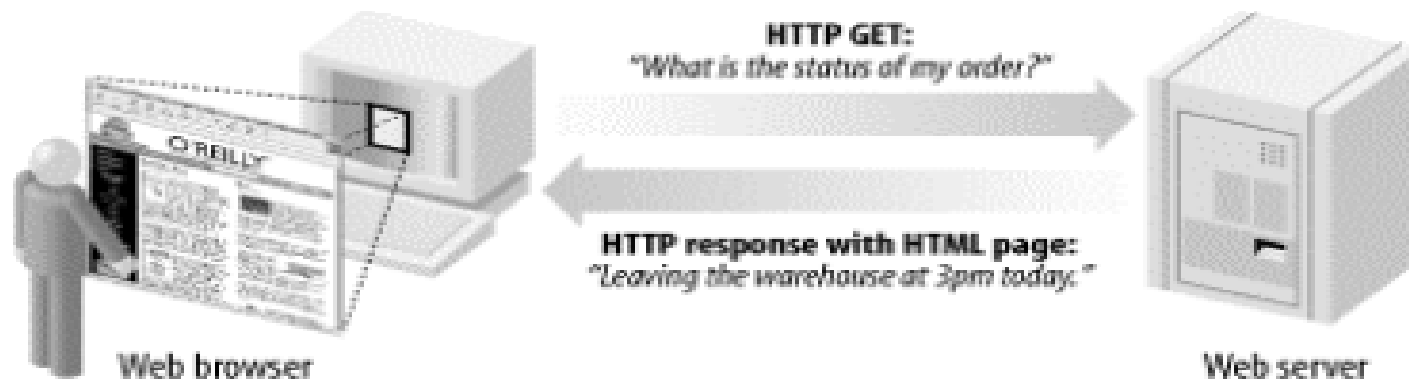 HTTP GET:
"What is the status of my order?"
O'REILLY
HTTP response with HTML page:
"Leaving the warehouse at 3pm today."
Web browser
Web server